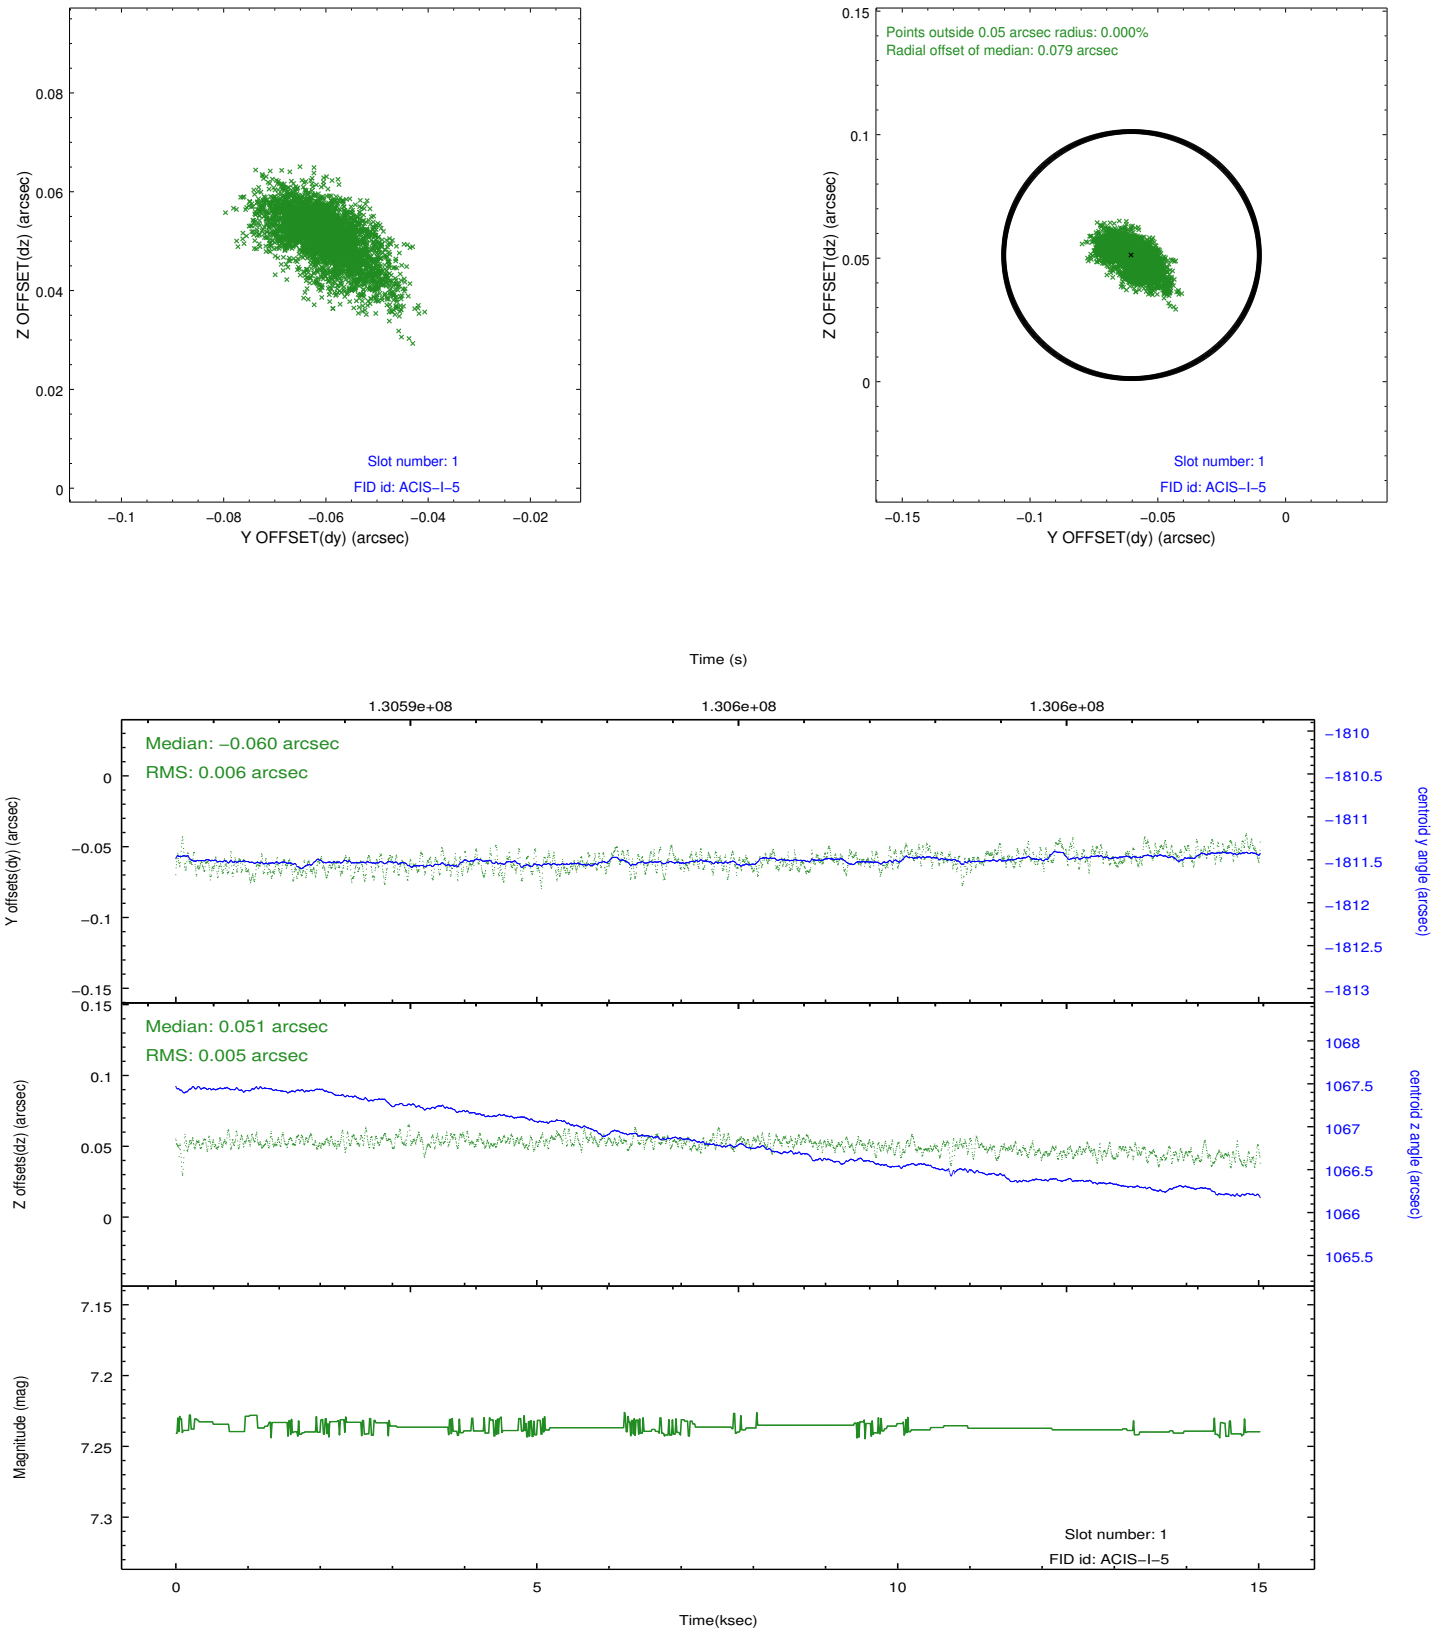 0.08
0.06
0.04
0.02
0
Z OFFSET(dz) (arcsec)
Slot number: 1
FID id: ACIS−I−5
−0.1 −0.08 −0.06 −0.04 −0.02
Y OFFSET(dy) (arcsec)
0.15
0.1
0.05
0
Z OFFSET(dz) (arcsec)
Points outside 0.05 arcsec radius: 0.000%
Radial offset of median: 0.079 arcsec
Slot number: 1
FID id: ACIS−I−5
−0.15 −0.1 −0.05 0
Y OFFSET(dy) (arcsec)
Time (s)
1.3059e+08 1.306e+08 1.306e+08
Median: −0.060 arcsec
RMS: 0.006 arcsec
0
−0.05
−0.1
−0.15
Y offsets(dy) (arcsec)
−1810
−1810.5
−1811
−1811.5
−1812
−1812.5
−1813
centroid y angle (arcsec)
Median: 0.051 arcsec
RMS: 0.005 arcsec
0.15
0.1
0.05
0
Z offsets(dz) (arcsec)
1068
1067.5
1067
1066.5
1066
1065.5
centroid z angle (arcsec)
7.15
7.2
7.25
7.3
Magnitude (mag)
Slot number: 1
FID id: ACIS−I−5
0 5 10 15
Time(ksec)